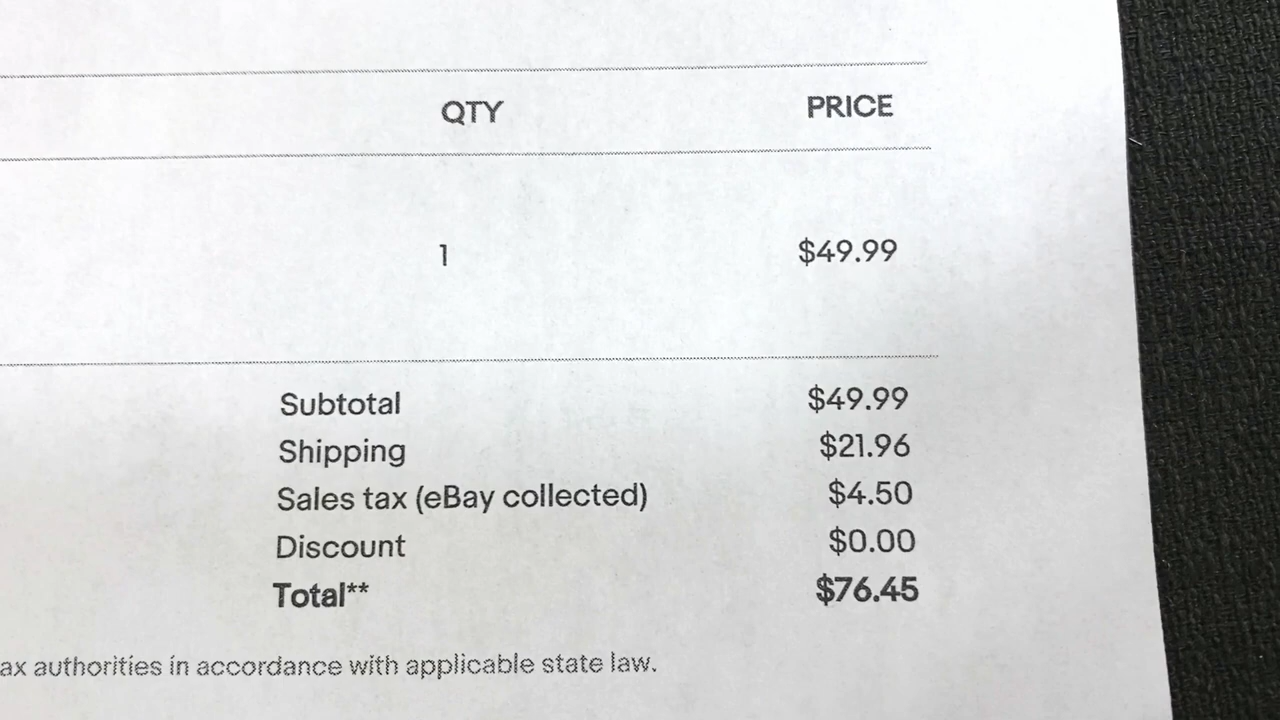 QTY PRICE
1 $49.99
Subtotal $49.99
Shipping $21.96
Sales tax (eBay collected) $4.50
Discount $0.00
Total** $76.45
authorities in accordance with applicable state law.